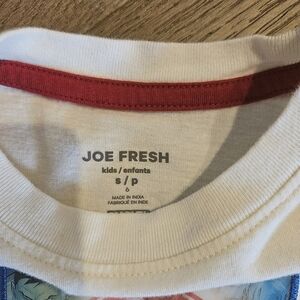 JOE FRESH
kids / enfants
s / p
6
MADE IN INDIA
FABRIQUÉ EN INDE